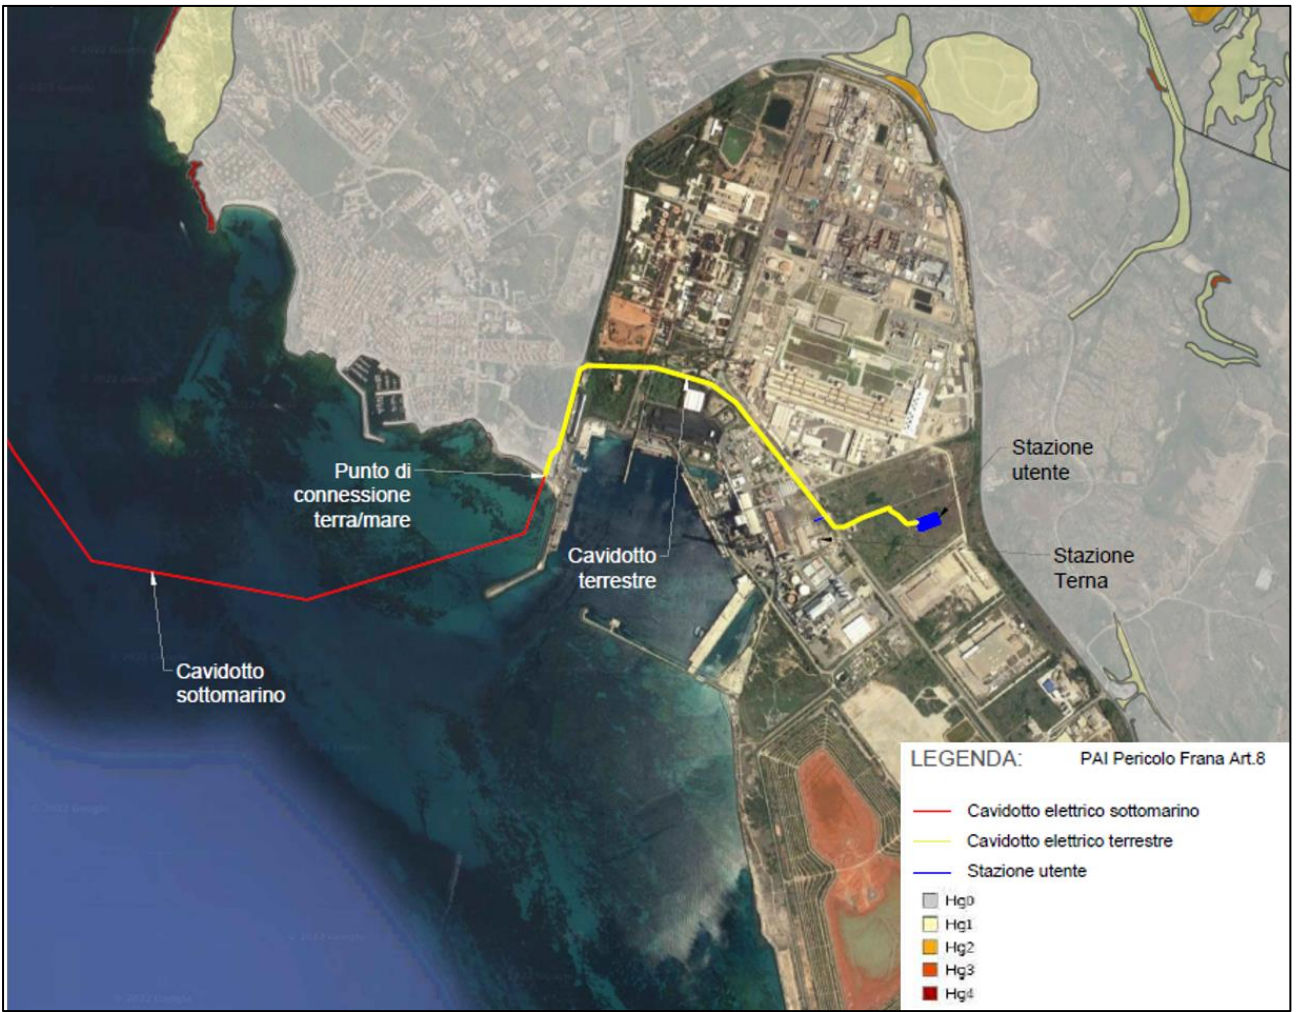 Stazione
utente
Punto di
connessione
terra/mare
Cavidotto
terrestre
Stazione
Terna
Cavidotto
sottomarino
LEGENDA: PAI Pericolo Frana Art.8
Cavidotto elettrico sottomarino
Cavidotto elettrico terrestre
Stazione utente
Hg0
Hg1
Hg2
Hg3
Hg4